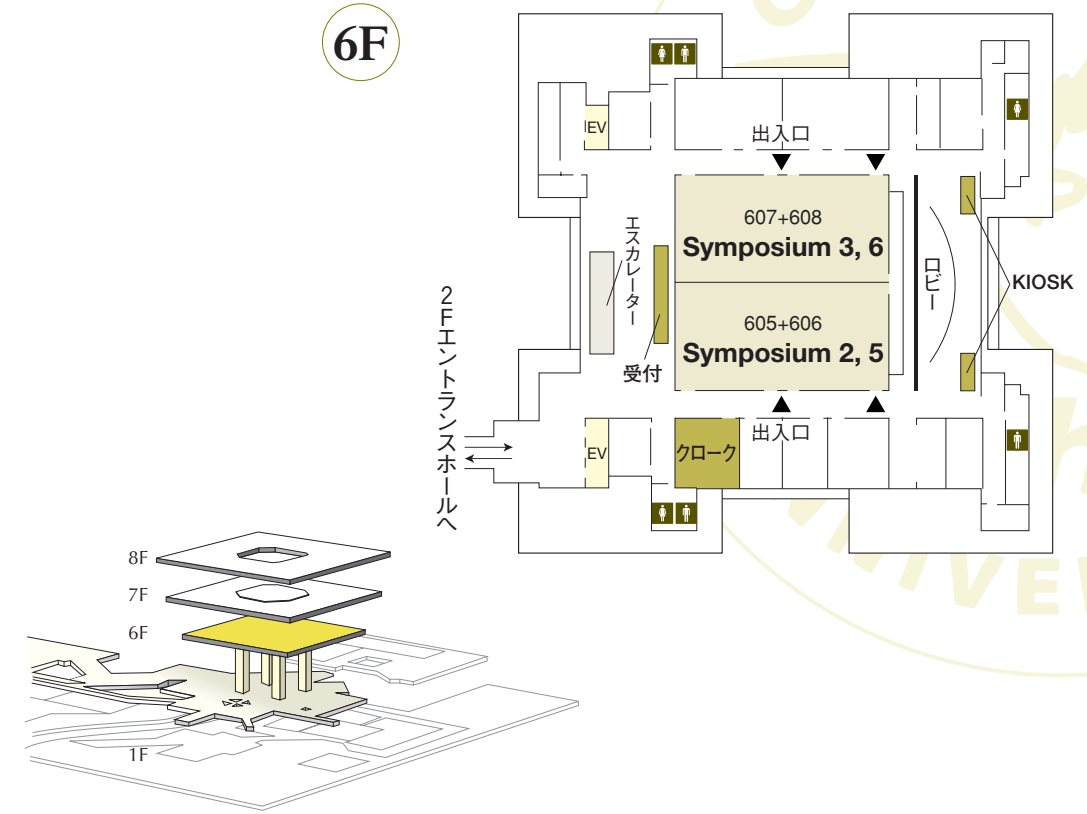 6F
EV
出入口
607+608
Symposium 3, 6
エスカレーター
ロビー
KIOSK
605+606
Symposium 2, 5
受付
2Fエントランスホールへ
EV
クローク
出入口
8F
7F
6F
1F